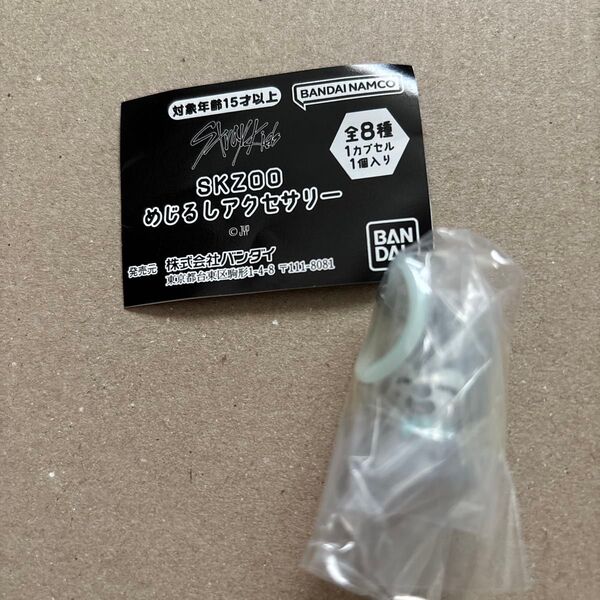 対象年齢15才以上
BANDAI NAMCO
Stray Kids
全8種
1カプセル
1個入り
SKZOO
めじるしアクセサリー
©JYP
BAN
DAI
発売元 株式会社バンダイ
東京都台東区駒形1-4-8 〒111-8081